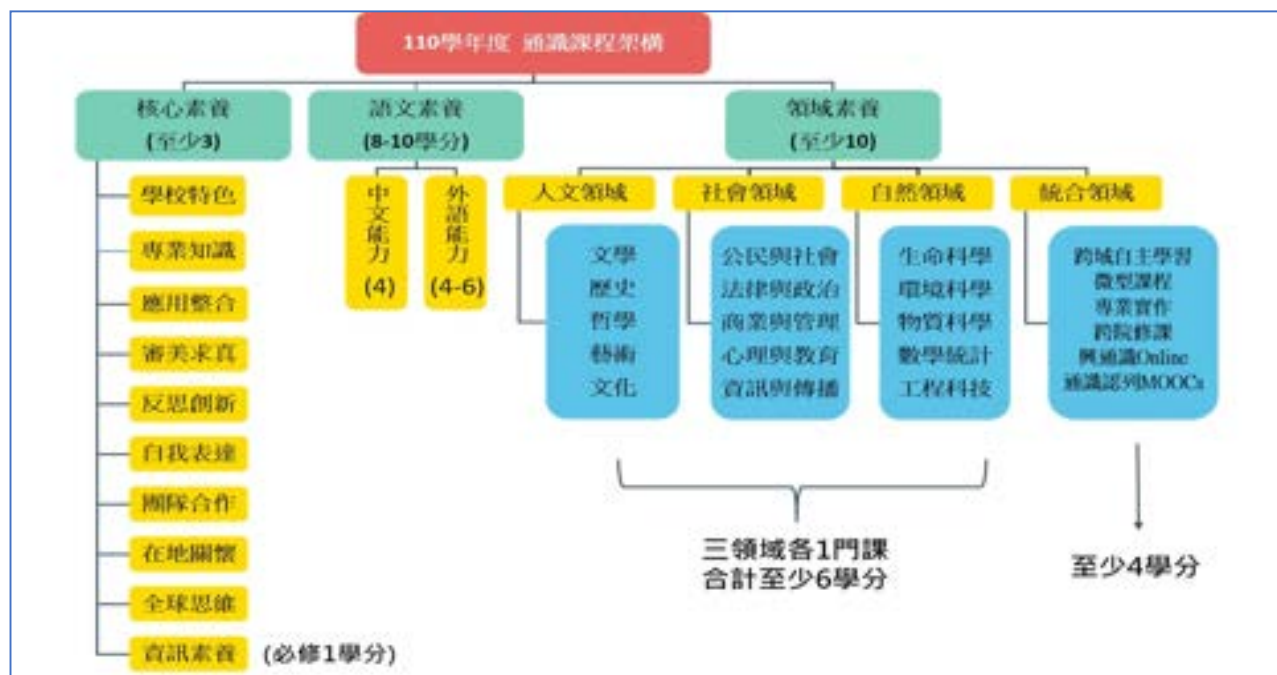 110學年度 通識課程架構
核心素養
(至少3)
語文素養
(8-10學分)
領域素養
(至少10)
學校特色
專業知識
應用整合
審美求真
反思創新
自我表達
團隊合作
在地關懷
全球思維
資訊素養 (必修1學分)
中文能力
(4)
外語能力
(4-6)
人文領域
文學
歷史
哲學
藝術
文化
社會領域
公民與社會
法律與政治
商業與管理
心理與教育
資訊與傳播
自然領域
生命科學
環境科學
物質科學
數學統計
工程科技
統合領域
跨域自主學習
微型課程
專業實作
跨院修課
興通識Online
通識認列MOOCs
三領域各1門課
合計至少6學分
至少4學分